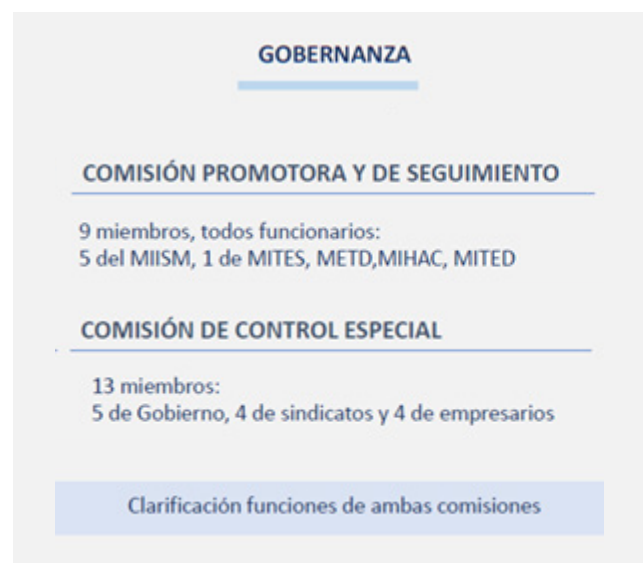 GOBERNANZA
COMISIÓN PROMOTORA Y DE SEGUIMIENTO
9 miembros, todos funcionarios:
5 del MIISM, 1 de MITES, METD,MIHAC, MITED
COMISIÓN DE CONTROL ESPECIAL
13 miembros:
5 de Gobierno, 4 de sindicatos y 4 de empresarios
Clarificación funciones de ambas comisiones